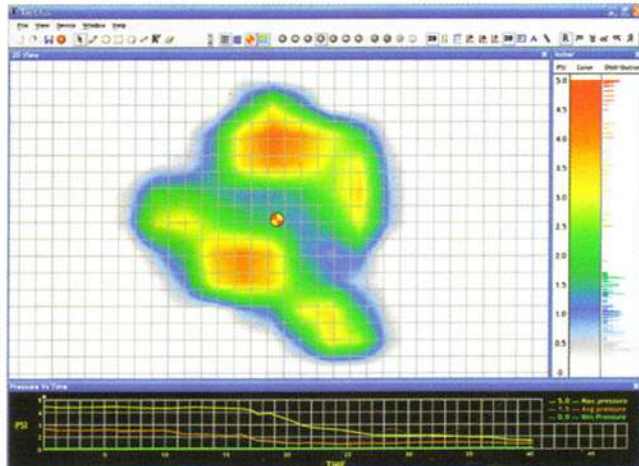 File View Device Window Help
2D View
PSI Color Distribution
5.0
4.5
4.0
3.5
3.0
2.5
2.0
1.5
1.0
0.5
0
Pressure Vs Time
PSI
5.0 Max pressure
Avg pressure
0.0 Min Pressure
5 10 15 20 25 30 35 40 45
TIME